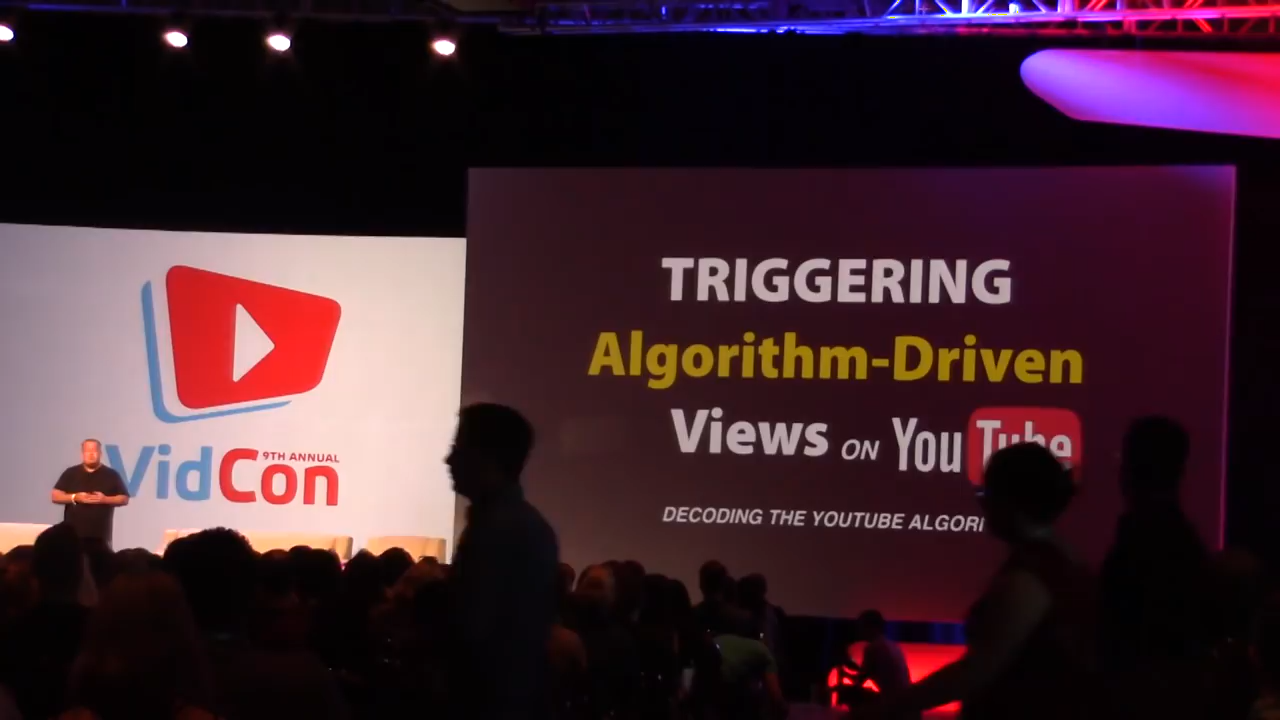 9TH ANNUAL
VidCon
TRIGGERING
Algorithm-Driven
Views ON YouTube
DECODING THE YOUTUBE ALGORI